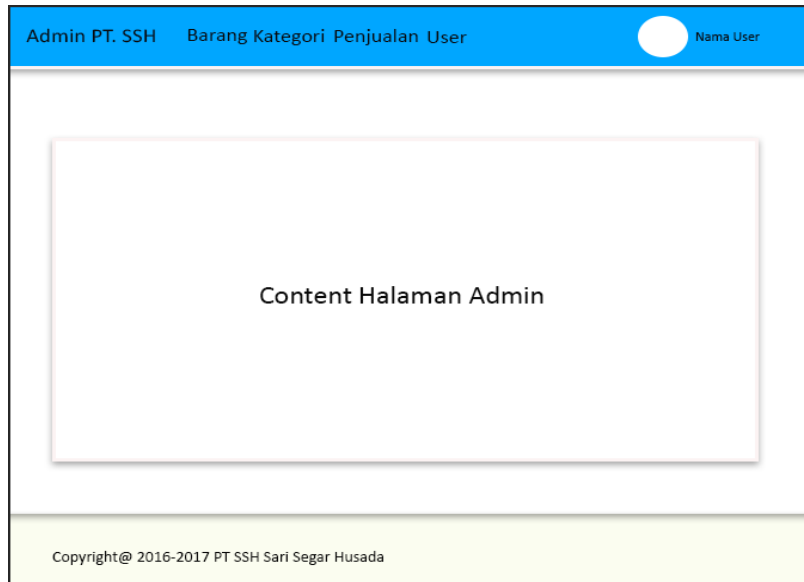 Admin PT. SSH Barang Kategori Penjualan User Nama User
Content Halaman Admin
Copyright@ 2016-2017 PT SSH Sari Segar Husada